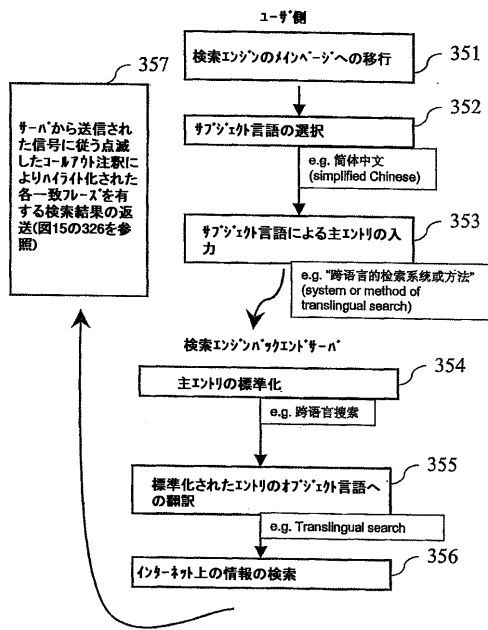 ユーザ側
351
検索エンジンのメインページへの移行
352
サブジェクト言語の選択
e.g. 简体中文
(simplified Chinese)
353
サブジェクト言語による主エントリの入
力
e.g. "跨语言的检索系统或方法"
(system or method of
translingual search)
検索エンジンバックエンドサーバ
354
主エントリの標準化
e.g. 跨语言搜索
355
標準化されたエントリのオブジェクト言語へ
の翻訳
e.g. Translingual search
356
インターネット上の情報の検索
357
サーバから送信された
た信号に従う点滅
したコールアウト注釈に
よりハイライト化された
各一致フレーズを有
する検索結果の返
送(図15の326を参
照)